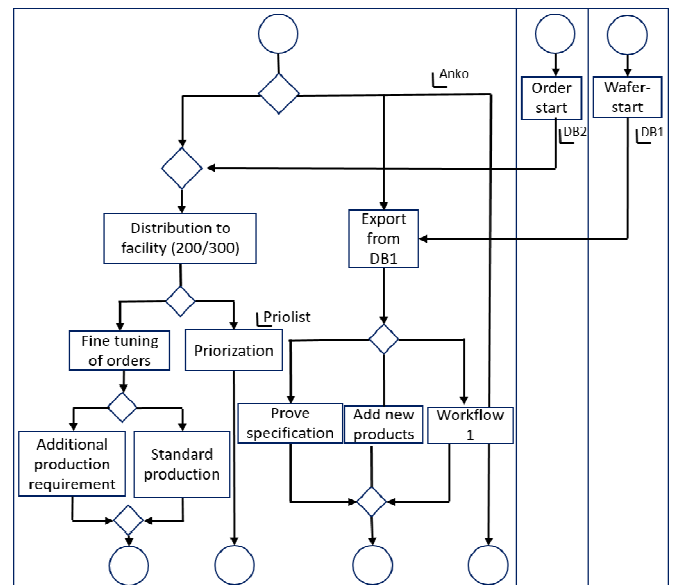 Anko
Order
start
Wafer-
start
DB2
DB1
Distribution to
facility (200/300)
Export
from
DB1
Priolist
Fine tuning
of orders
Priorization
Prove
specification
Add new
products
Workflow
1
Additional
production
requirement
Standard
production